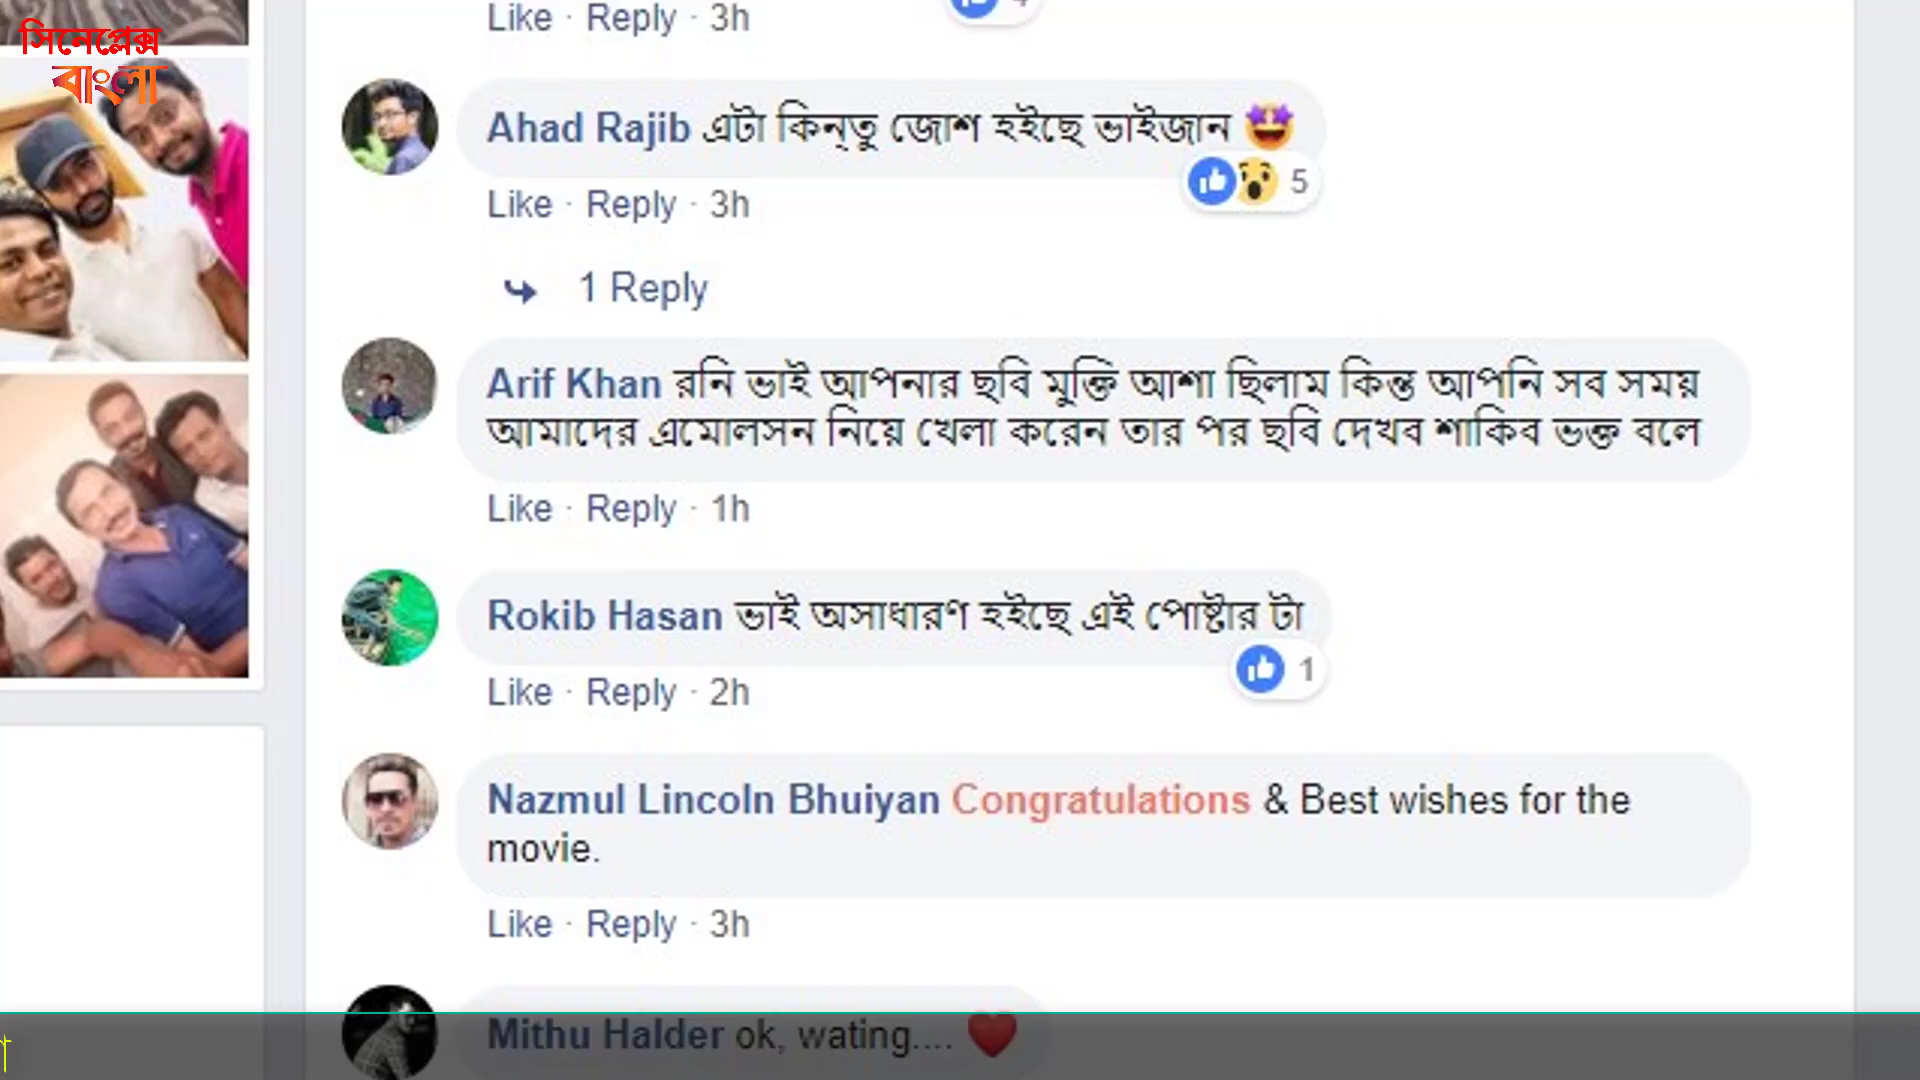 সিনেপ্লেক্স
বাংলা
Like · Reply · 3h
Ahad Rajib এটা কিন্তু জোশ হইছে ভাইজান 🤩
5
Like · Reply · 3h
1 Reply
Arif Khan রনি ভাই আপনার ছবি মুক্তি আশা ছিলাম কিন্ত আপনি সব সময়
আমাদের এমোলসন নিয়ে খেলা করেন তার পর ছবি দেখব শাকিব ভক্ত বলে
Like · Reply · 1h
Rokib Hasan ভাই অসাধারণ হইছে এই পোষ্টার টা
1
Like · Reply · 2h
Nazmul Lincoln Bhuiyan Congratulations & Best wishes for the
movie.
Like · Reply · 3h
Mithu Halder ok, wating.... ❤️